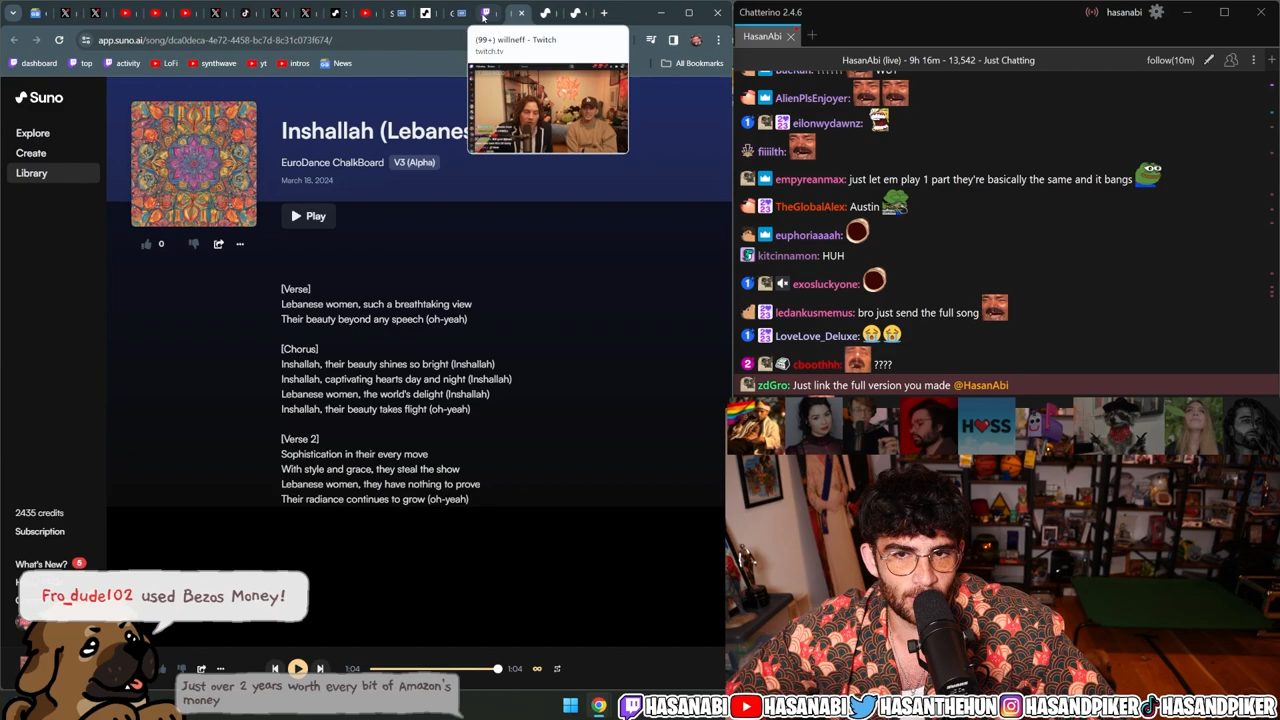 app.suno.ai/song/dca0deca-4e72-4458-bc7d-8c31c073f674/
dashboard
top
activity
LoFi
synthwave
yt
intros
News
All Bookmarks
(99+) willneff - Twitch
twitch.tv
Suno
Explore
Create
Library
Inshallah (Lebanes
EuroDance ChalkBoard
V3 (Alpha)
March 18, 2024
Play
0
[Verse]
Lebanese women, such a breathtaking view
Their beauty beyond any speech (oh-yeah)
[Chorus]
Inshallah, their beauty shines so bright (Inshallah)
Inshallah, captivating hearts day and night (Inshallah)
Lebanese women, the world's delight (Inshallah)
Inshallah, their beauty takes flight (oh-yeah)
[Verse 2]
Sophistication in their every move
With style and grace, they steal the show
Lebanese women, they have nothing to prove
Their radiance continues to grow (oh-yeah)
2435 credits
Subscription
What's New? 5
Fro_dude102 used Bezos Money!
Just over 2 years worth every bit of Amazon's
money
1:04
1:04
Chatterino 2.4.6
hasanabi
HasanAbi
HasanAbi (live) - 9h 16m - 13,542 - Just Chatting
follow(10m)
AlienPlsEnjoyer:
eilonwydawnz:
fiiiilth:
empyreanmax: just let em play 1 part they're basically the same and it bangs
TheGlobalAlex: Austin
euphoriaaaah:
kitcinnamon: HUH
exosluckyone:
ledankusmemus: bro just send the full song
LoveLove_Deluxe:
cboothhh: ????
zdGro: Just link the full version you made @HasanAbi
HOSS
HASANABI
HASANABI
HASANTHEHUN
HASANDPIKER
HASANDPIKER